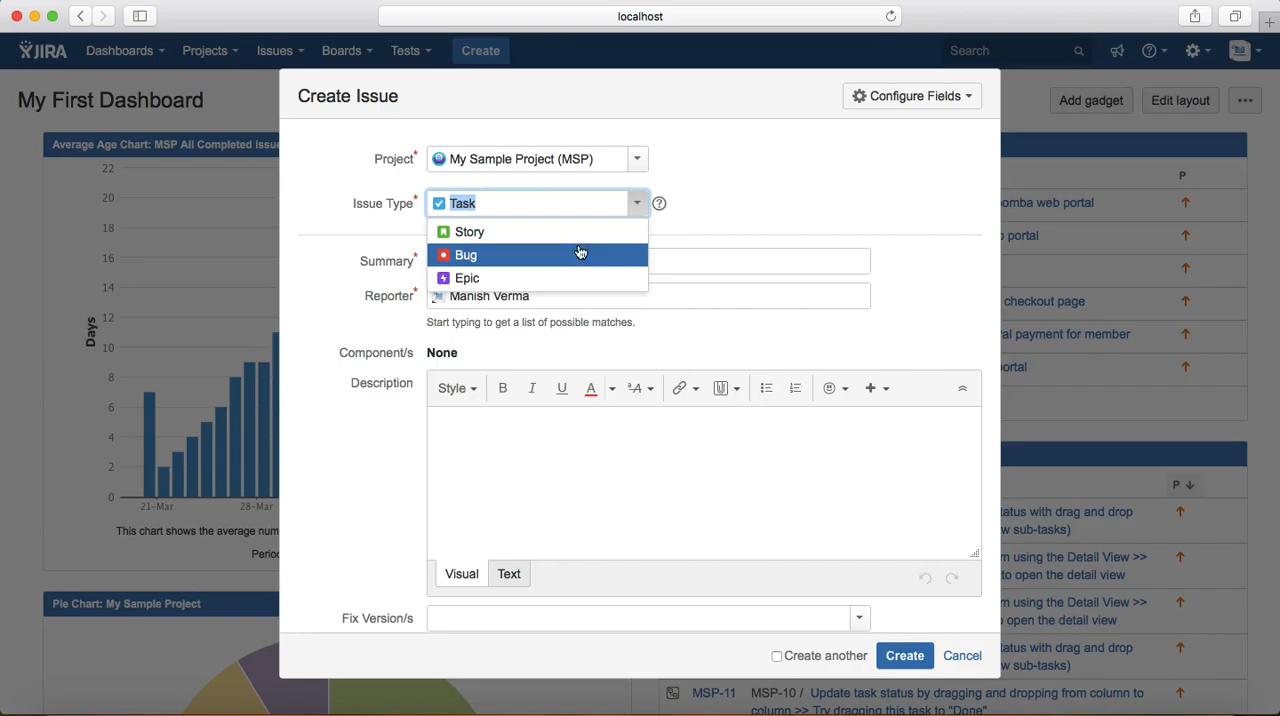 localhost
JIRA Dashboards Projects Issues Boards Tests Create Search
My First Dashboard
Add gadget Edit layout
Create Issue
Configure Fields
Average Age Chart: MSP All Completed issue
22
20
18
16
14
12
10
8
6
4
2
0
Days
21-Mar 28-Mar
This chart shows the average num
Perio
Pie Chart: My Sample Project
Project* My Sample Project (MSP)
Issue Type* Task
Story
Bug
Epic
Summary*
Reporter* Manish Verma
Start typing to get a list of possible matches.
Component/s None
Description
Style B I U A
Visual Text
Fix Version/s
Create another Create Cancel
P
omba web portal
portal
checkout page
al payment for member
ortal
P
tatus with drag and drop
w sub-tasks)
m using the Detail View >>
to open the detail view
m using the Detail View >>
open the detail view
tatus with drag and drop
w sub-tasks)
MSP-11 MSP-10 / Update task status by dragging and dropping from column to
column >> Try dragging this task to "Done"